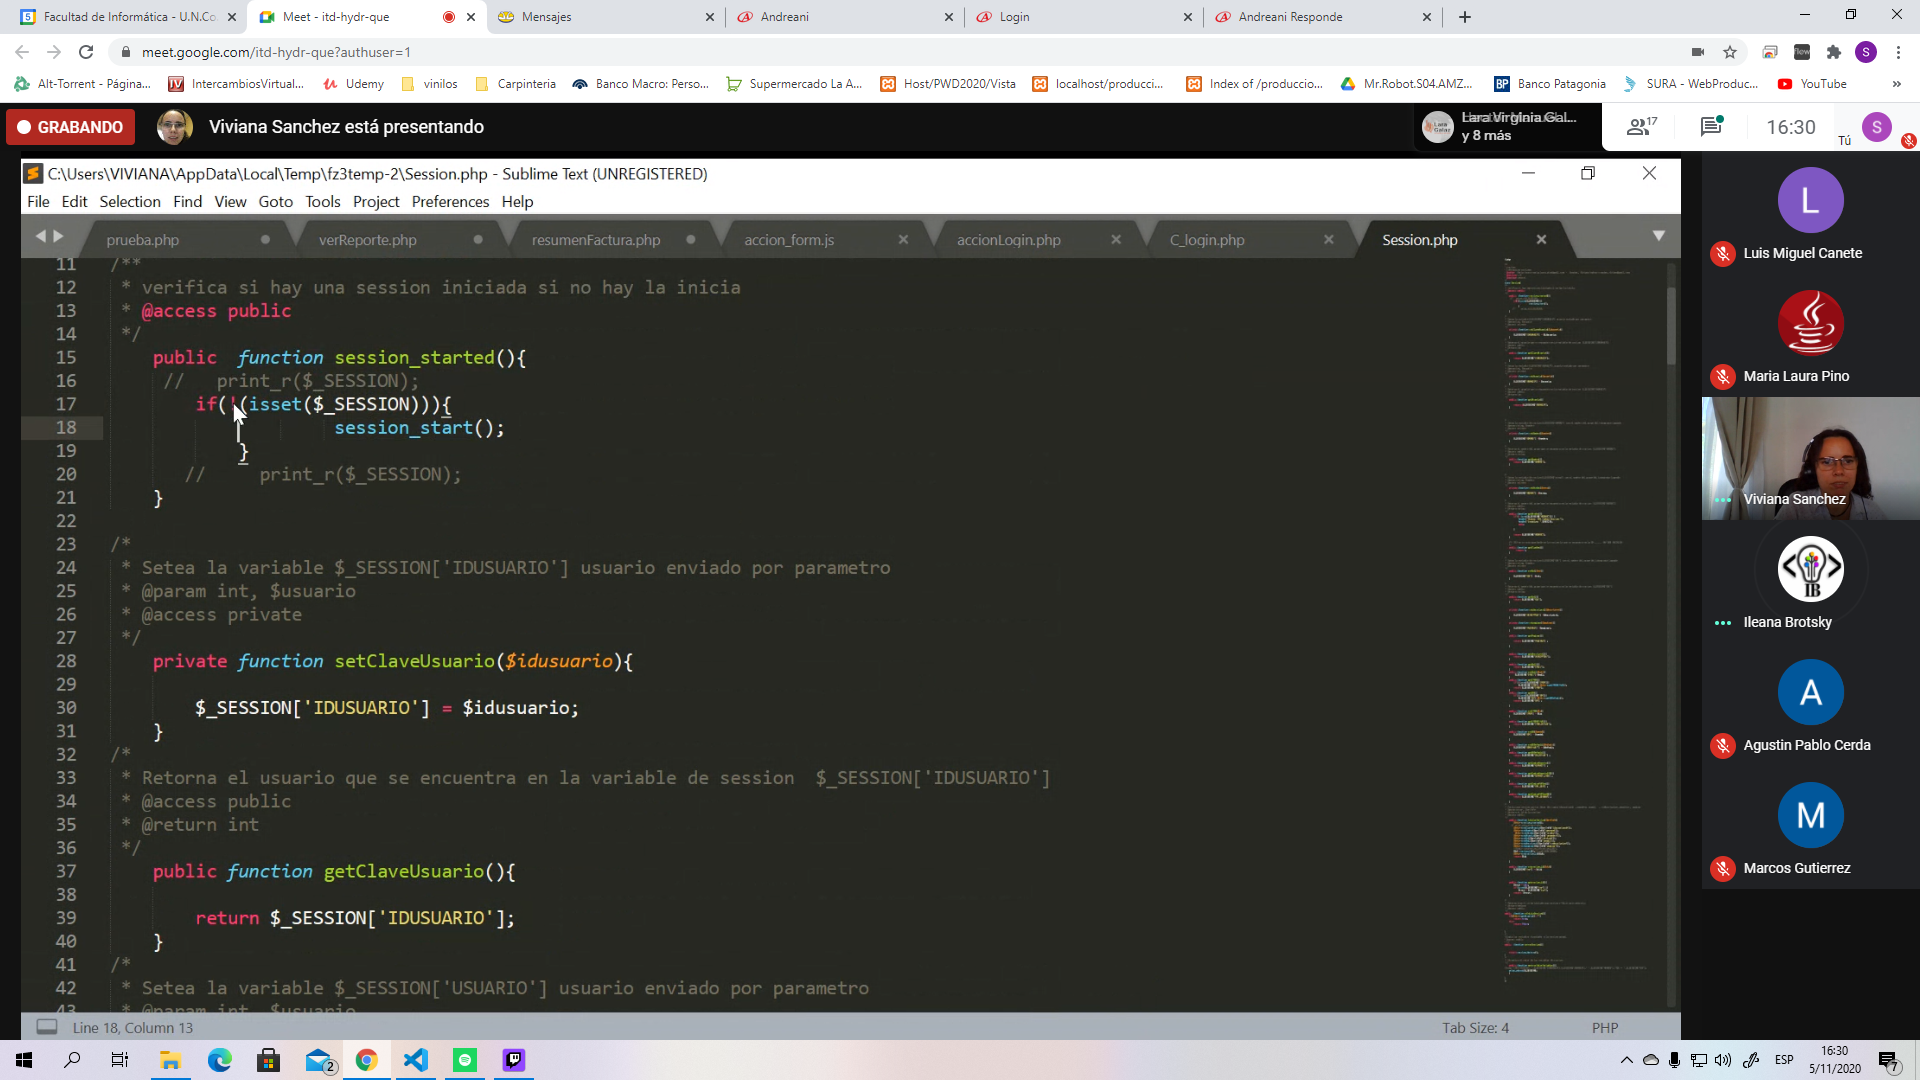 Facultad de Informática - U.N.Co
Meet - itd-hydr-que
Mensajes
Andreani
Login
Andreani Responde
meet.google.com/itd-hydr-que?authuser=1
Alt-Torrent - Página...
IntercambiosVirtual...
Udemy
vinilos
Carpinteria
Banco Macro: Perso...
Supermercado La A...
Host/PWD2020/Vista
localhost/producci...
Index of /produccio...
Mr.Robot.S04.AMZ...
Banco Patagonia
SURA - WebProduc...
YouTube
GRABANDO
Viviana Sanchez está presentando
Lara Virginia Gal...
y 8 más
17
16:30
Tú
S
C:\Users\VIVIANA\AppData\Local\Temp\fz3temp-2\Session.php - Sublime Text (UNREGISTERED)
File Edit Selection Find View Goto Tools Project Preferences Help
prueba.php
verReporte.php
resumenFactura.php
accion_form.js
accionLogin.php
C_login.php
Session.php
11 /**
12 * verifica si hay una session iniciada si no hay la inicia
13 * @access public
14 */
15 public function session_started(){
16 // print_r($_SESSION);
17 if(!(isset($_SESSION))){
18 session_start();
19 }
20 // print_r($_SESSION);
21 }
22
23 /*
24 * Setea la variable $_SESSION['IDUSUARIO'] usuario enviado por parametro
25 * @param int, $usuario
26 * @access private
27 */
28 private function setClaveUsuario($idusuario){
29
30 $_SESSION['IDUSUARIO'] = $idusuario;
31 }
32 /*
33 * Retorna el usuario que se encuentra en la variable de session $_SESSION['IDUSUARIO']
34 * @access public
35 * @return int
36 */
37 public function getClaveUsuario(){
38
39 return $_SESSION['IDUSUARIO'];
40 }
41 /*
42 * Setea la variable $_SESSION['USUARIO'] usuario enviado por parametro
43 * @param int, $usuario
Line 18, Column 13
Tab Size: 4
PHP
L
Luis Miguel Canete
Maria Laura Pino
Viviana Sanchez
IB
Ileana Brotsky
A
Agustin Pablo Cerda
M
Marcos Gutierrez
2
ESP
16:30
5/11/2020
7